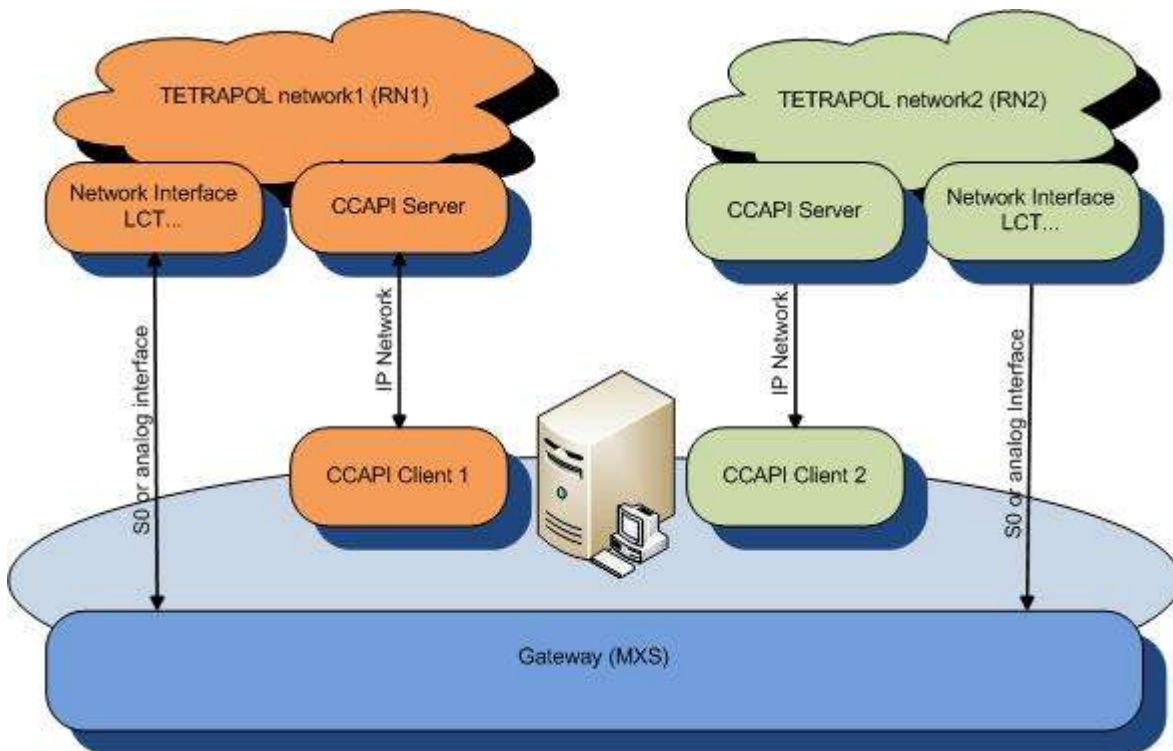 TETRAPOL network1 (RN1)
TETRAPOL network2 (RN2)
Network Interface
LCT...
CCAPI Server
CCAPI Server
Network Interface
LCT...
S0 or analog interface
IP Network
IP Network
S0 or analog Interface
CCAPI Client 1
CCAPI Client 2
Gateway (MXS)